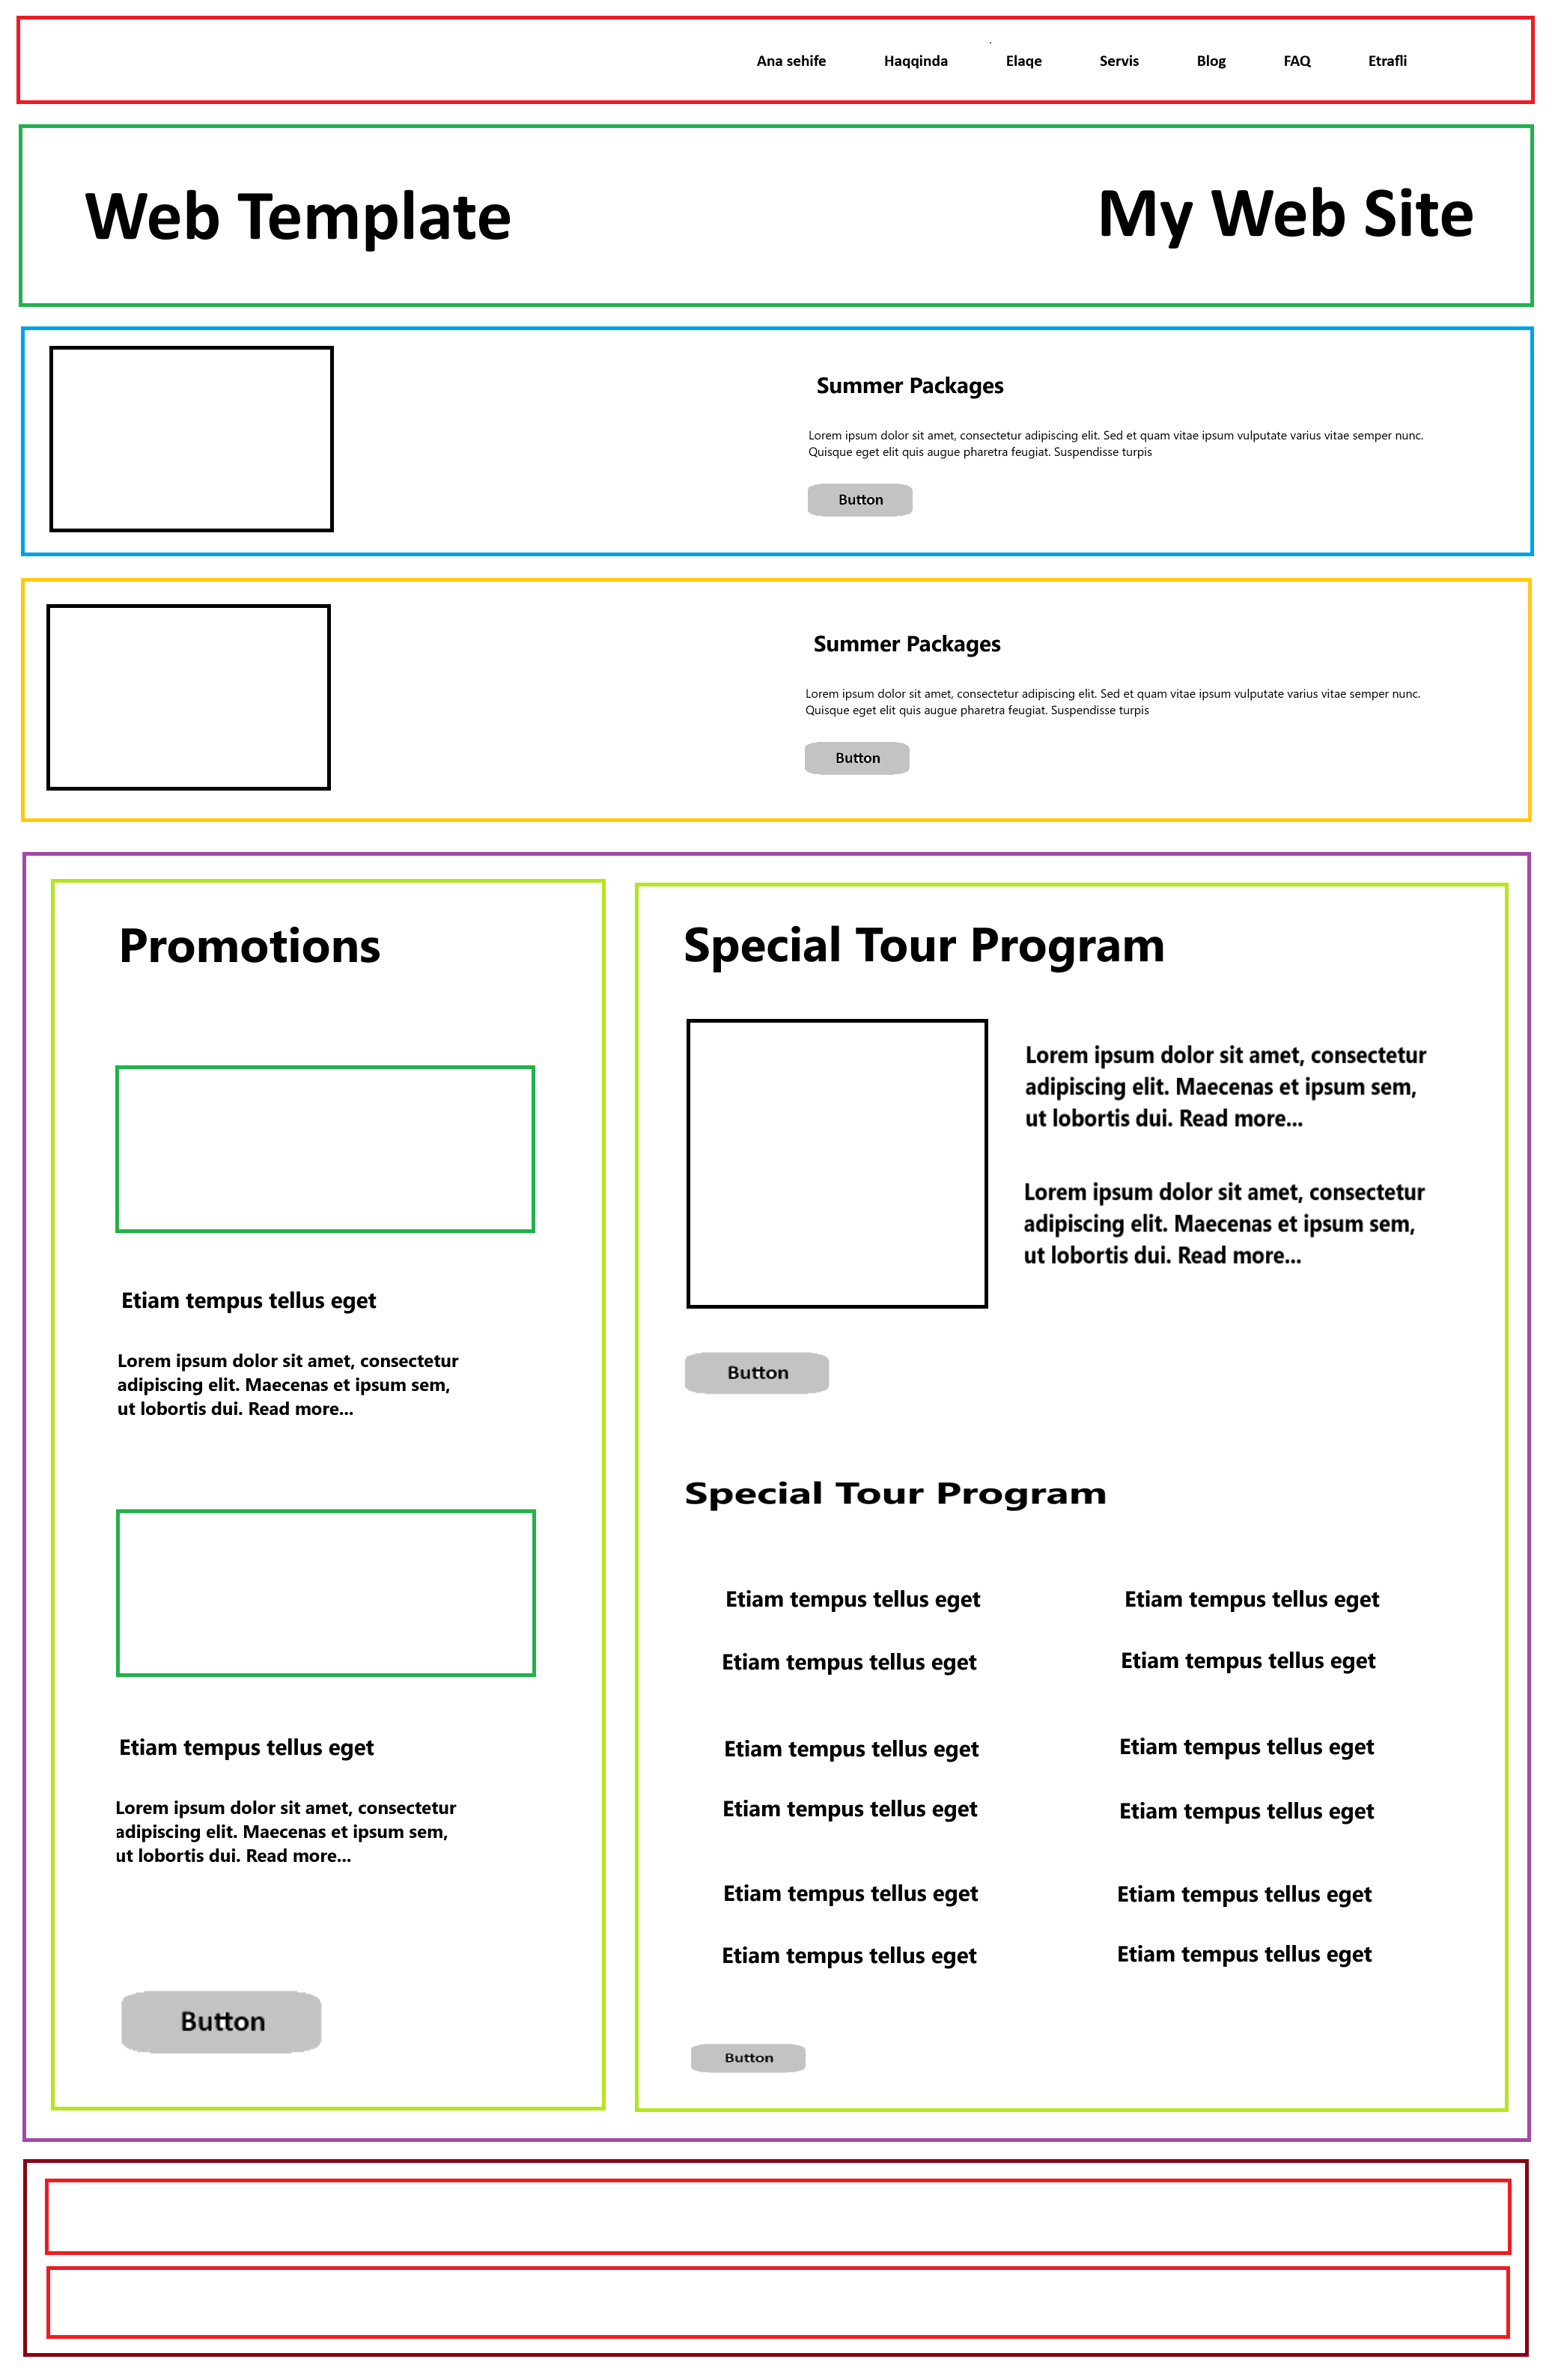 Ana sehife Haqqinda Elaqe Servis Blog FAQ Etrafli
Web Template My Web Site
Summer Packages
Lorem ipsum dolor sit amet, consectetur adipiscing elit. Sed et quam vitae ipsum vulputate varius vitae semper nunc.
Quisque eget elit quis augue pharetra feugiat. Suspendisse turpis
Button
Summer Packages
Lorem ipsum dolor sit amet, consectetur adipiscing elit. Sed et quam vitae ipsum vulputate varius vitae semper nunc.
Quisque eget elit quis augue pharetra feugiat. Suspendisse turpis
Button
Promotions
Etiam tempus tellus eget
Lorem ipsum dolor sit amet, consectetur
adipiscing elit. Maecenas et ipsum sem,
ut lobortis dui. Read more...
Etiam tempus tellus eget
Lorem ipsum dolor sit amet, consectetur
adipiscing elit. Maecenas et ipsum sem,
ut lobortis dui. Read more...
Button
Special Tour Program
Lorem ipsum dolor sit amet, consectetur
adipiscing elit. Maecenas et ipsum sem,
ut lobortis dui. Read more...
Lorem ipsum dolor sit amet, consectetur
adipiscing elit. Maecenas et ipsum sem,
ut lobortis dui. Read more...
Button
Special Tour Program
Etiam tempus tellus eget Etiam tempus tellus eget
Etiam tempus tellus eget Etiam tempus tellus eget
Etiam tempus tellus eget Etiam tempus tellus eget
Etiam tempus tellus eget Etiam tempus tellus eget
Etiam tempus tellus eget Etiam tempus tellus eget
Etiam tempus tellus eget Etiam tempus tellus eget
Button